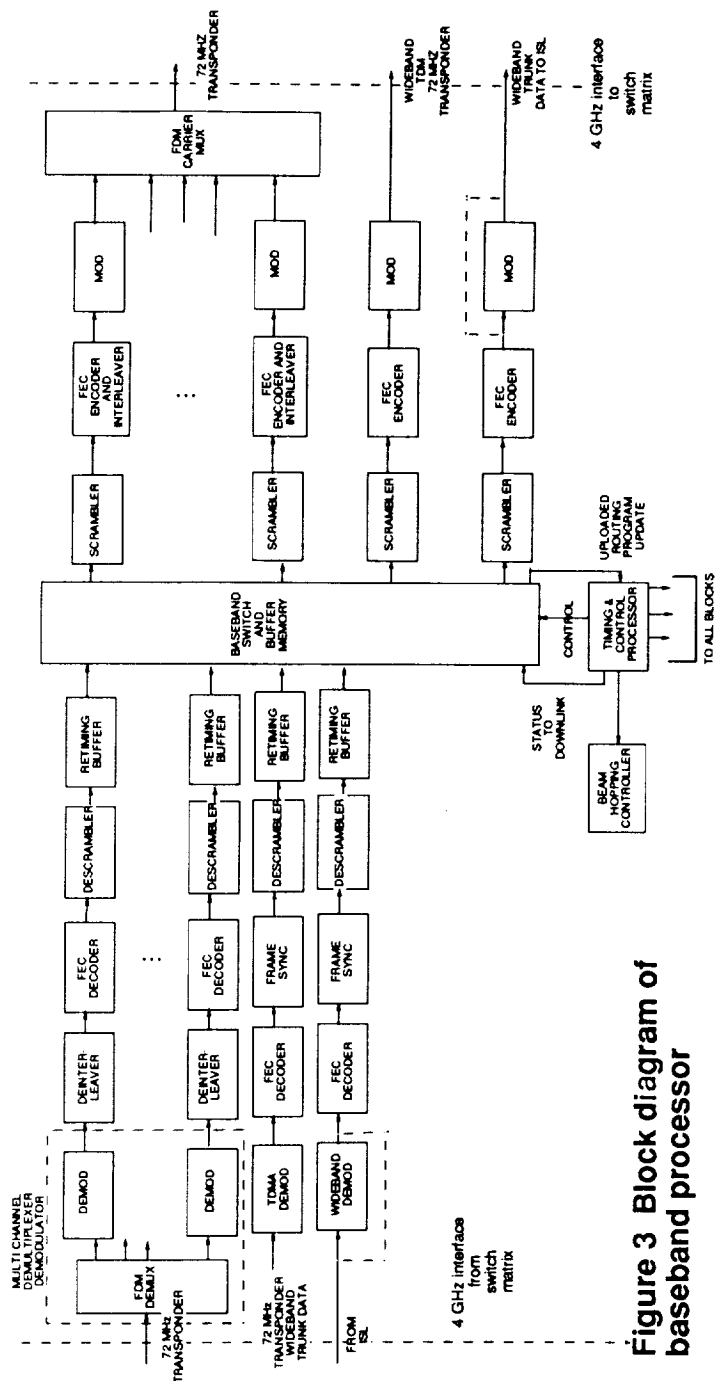 MULTI CHANNEL
DEMULTIPLEXER
DEMODULATOR
72 MHz
TRANSPONDER
FDM
DEMUX
DEMOD
DEINTER-
LEAVER
FEC
DECODER
DESCRAMBLER
RETIMING
BUFFER
...
DEMOD
DEINTER-
LEAVER
FEC
DECODER
DESCRAMBLER
RETIMING
BUFFER
72 MHz
TRANSPONDER
WIDEBAND
TRUNK DATA
TDMA
DEMOD
FEC
DECODER
FRAME
SYNC
DESCRAMBLER
RETIMING
BUFFER
FROM
ISL
WIDEBAND
DEMOD
FEC
DECODER
FRAME
SYNC
DESCRAMBLER
RETIMING
BUFFER
4 GHz interface
from
switch
matrix
BASEBAND
SWITCH
AND
BUFFER
MEMORY
SCRAMBLER
FEC
ENCODER
AND
INTERLEAVER
MOD
...
SCRAMBLER
FEC
ENCODER AND
INTERLEAVER
MOD
FDM
CARRIER
MUX
72 MHZ
TRANSPONDER
SCRAMBLER
FEC
ENCODER
MOD
WIDEBAND
TDM
72 MHZ
TRANSPONDER
SCRAMBLER
FEC
ENCODER
MOD
WIDEBAND
TRUNK
DATA TO ISL
4 GHz interface
to
switch
matrix
STATUS
TO
DOWNLINK
CONTROL
UPLOADED
ROUTING
PROGRAM
UPDATE
BEAM
HOPPING
CONTROLLER
TIMING &
CONTROL
PROCESSOR
TO ALL BLOCKS
Figure 3 Block diagram of
baseband processor